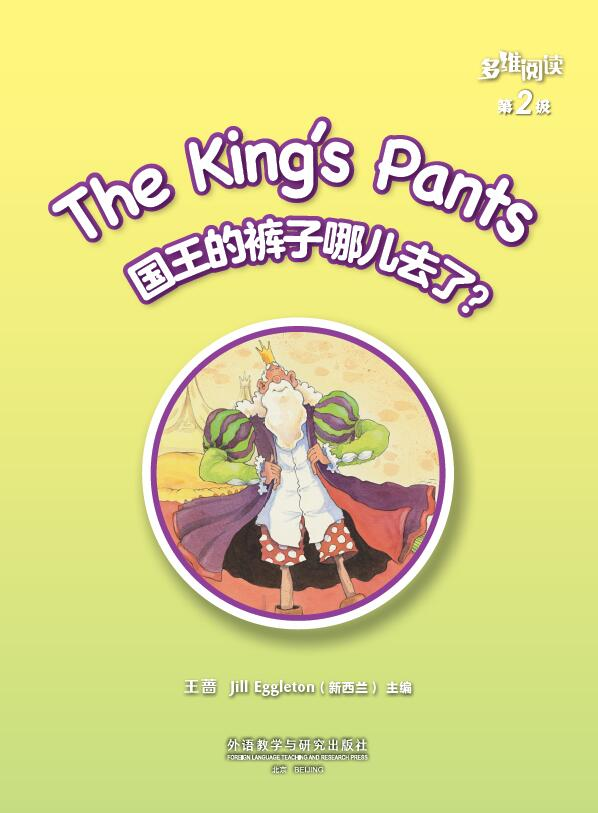 多维阅读
第2级
The King's Pants
国王的裤子哪儿去了?
王蔷 Jill Eggleton（新西兰） 主编
外语教学与研究出版社
FOREIGN LANGUAGE TEACHING AND RESEARCH PRESS
北京 BEIJING